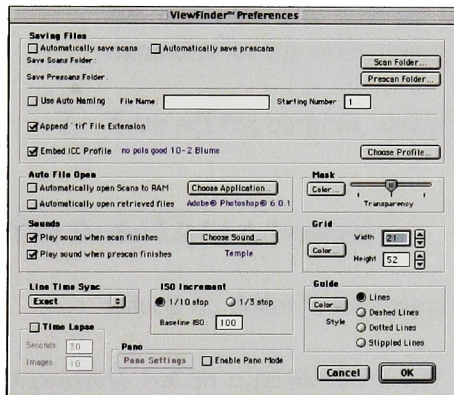 ViewFinder™ Preferences
Saving Files
Automatically save scans Automatically save prescans
Save Scans Folder: Scan Folder...
Save Prescans Folder: Prescan Folder...
Use Auto Naming File Name: Starting Number 1
Append 'tif' File Extension
Embed ICC Profile no pola good 10-2 Blume Choose Profile...
Auto File Open
Automatically open Scans to RAM Choose Application...
Automatically open retrieved files Adobe® Photoshop® 6.0.1
Mask
Color...
Transparency
Sounds
Play sound when scan finishes Choose Sound...
Play sound when prescan finishes Temple
Grid
Color... Width 21
Height 52
Line Time Sync
Exact
ISO Increment
1/10 stop 1/3 stop
Baseline ISO: 100
Guide
Color... Lines
Style Dashed Lines
Dotted Lines
Stippled Lines
Time Lapse
Seconds 30
Images 10
Pano
Pano Settings Enable Pano Mode
Cancel OK